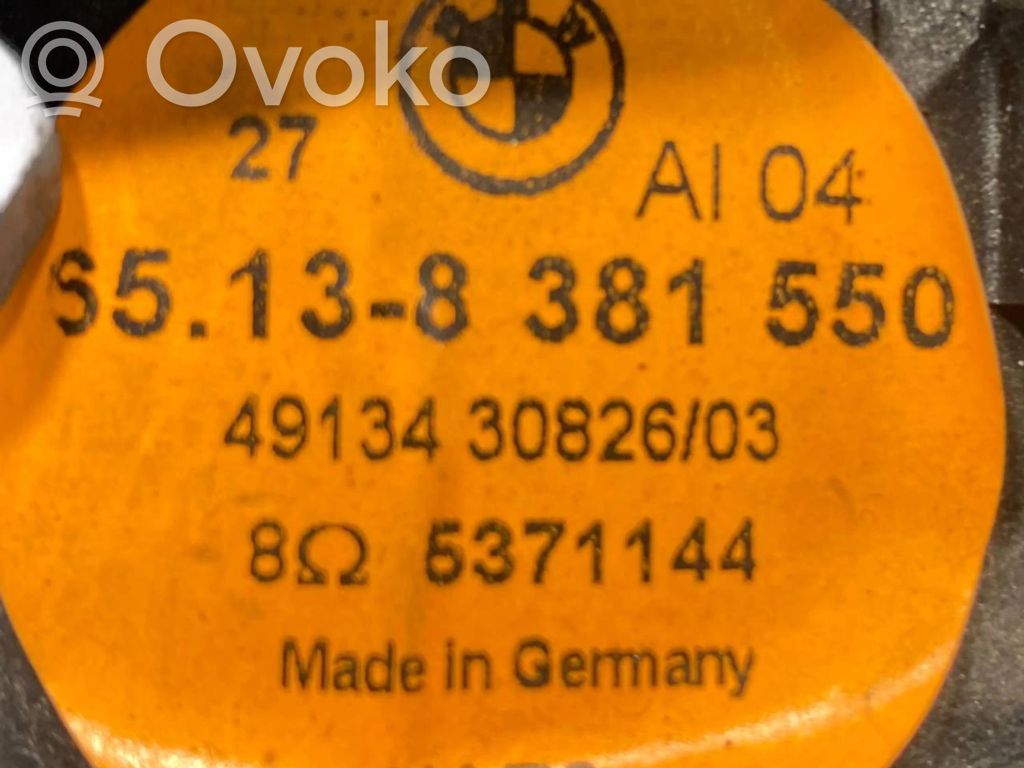 Ovoko
27
AI 04
65.13-8 381 550
49134 30826/03
8Ω 5371144
Made in Germany